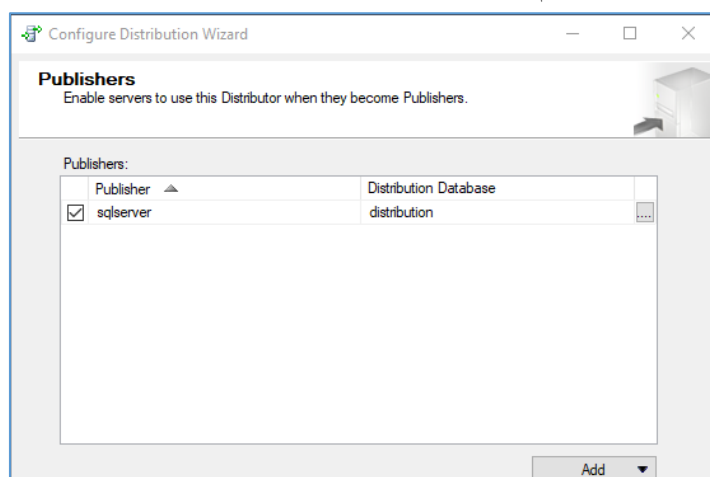 Configure Distribution Wizard
Publishers
Enable servers to use this Distributor when they become Publishers.
Publishers:
Publisher Distribution Database
sqlserver distribution ....
Add